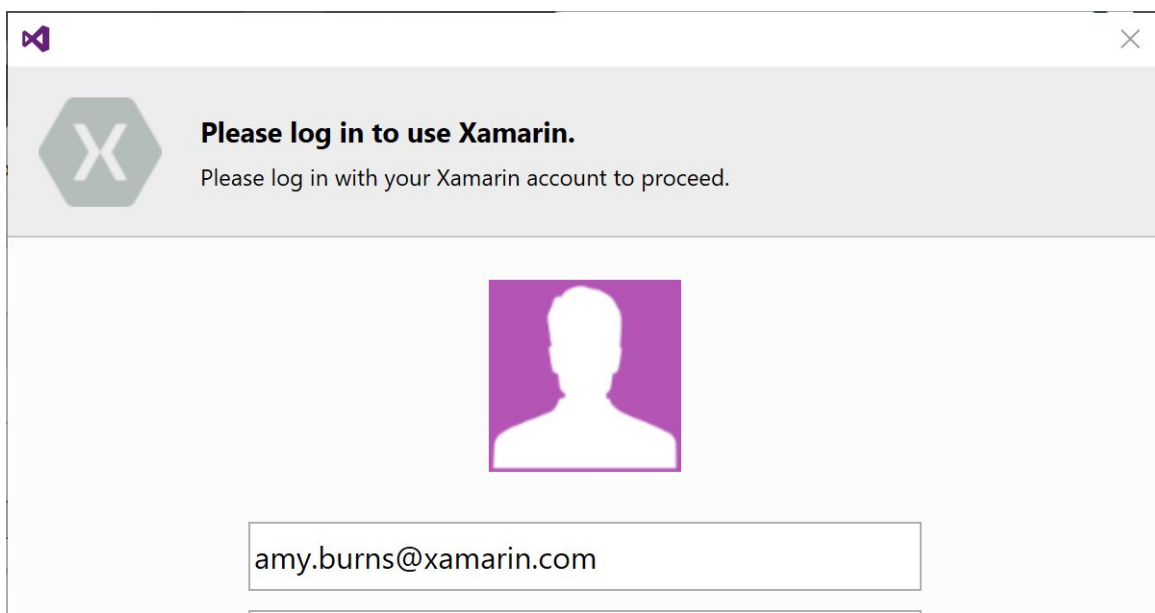 Please log in to use Xamarin.
Please log in with your Xamarin account to proceed.
amy.burns@xamarin.com